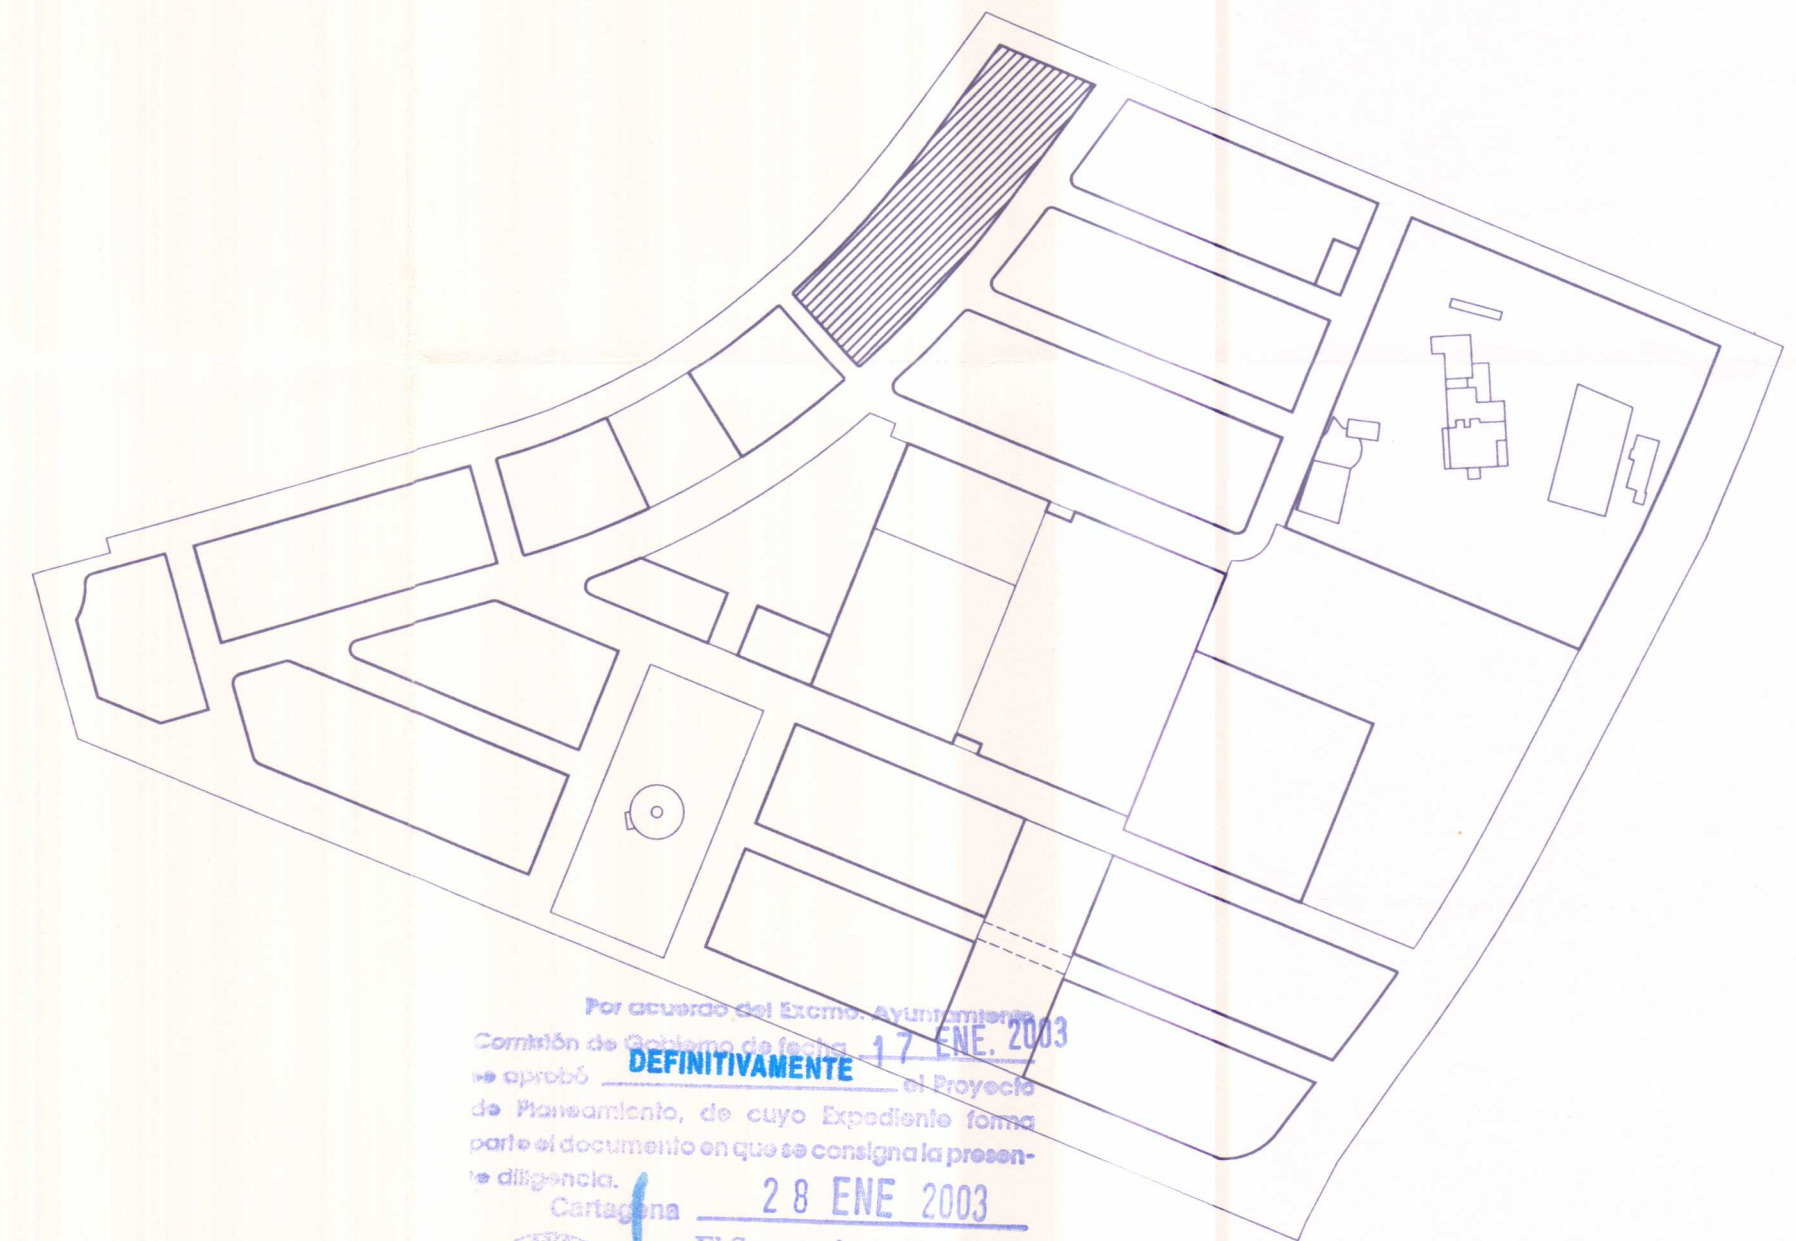 Por acuerdo del Excmo. Ayuntamiento
Comisión de Gobierno de fecha 17 ENE. 2003
se aprobó DEFINITIVAMENTE el Proyecto
de Planeamiento, de cuyo Expediente forma
parte el documento en que se consigna la presen-
te diligencia.
Cartagena 28 ENE 2003